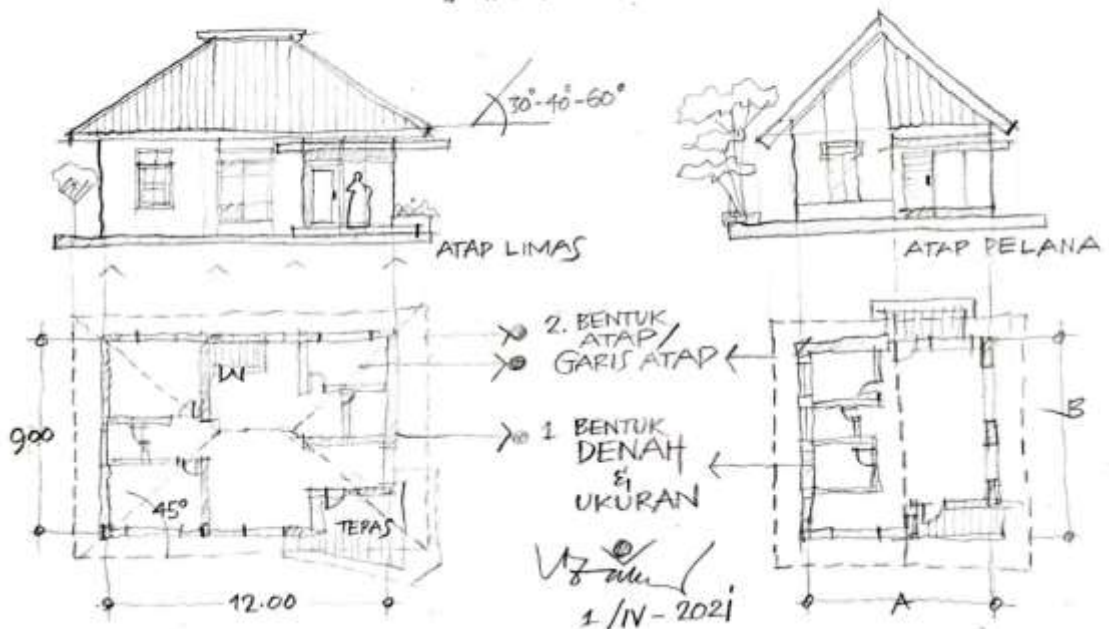 30°-40°-60°
ATAP LIMAS
ATAP PELANA
2. BENTUK
ATAP/
GARIS ATAP
1 BENTUK
DENAH
&
UKURAN
900
45°
TEPAS
12.00
A
B
1/IV-2021